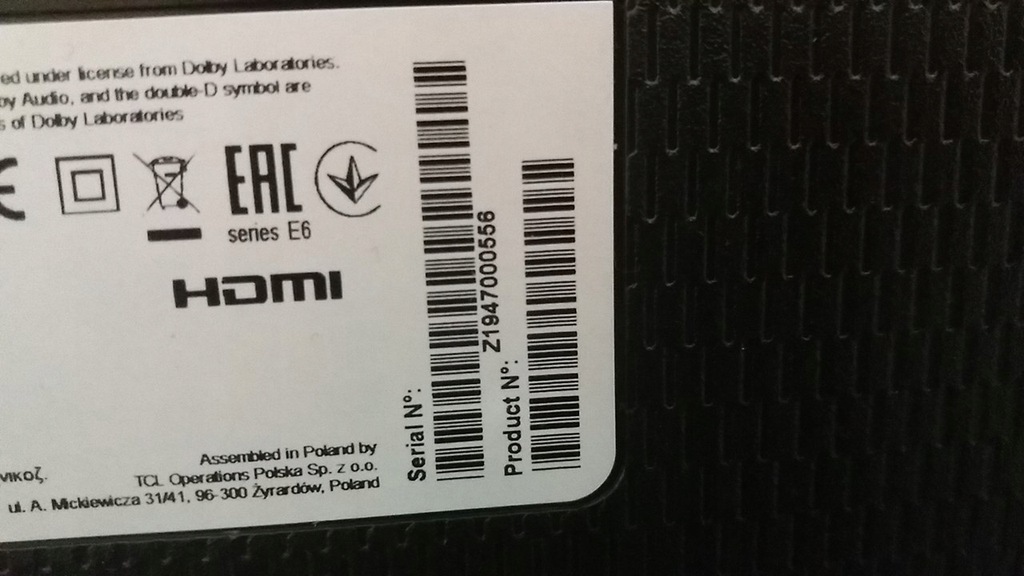 ed under license from Dolby Laboratories.
by Audio, and the double-D symbol are
s of Dolby Laboratories
CE
EAC
series E6
HDMI
Serial N°:
Z1947000556
Product N°:
νικοζ.
Assembled in Poland by
TCL Operations Polska Sp. z o.o.
ul. A. Mickiewicza 31/41, 96-300 Żyrardów, Poland